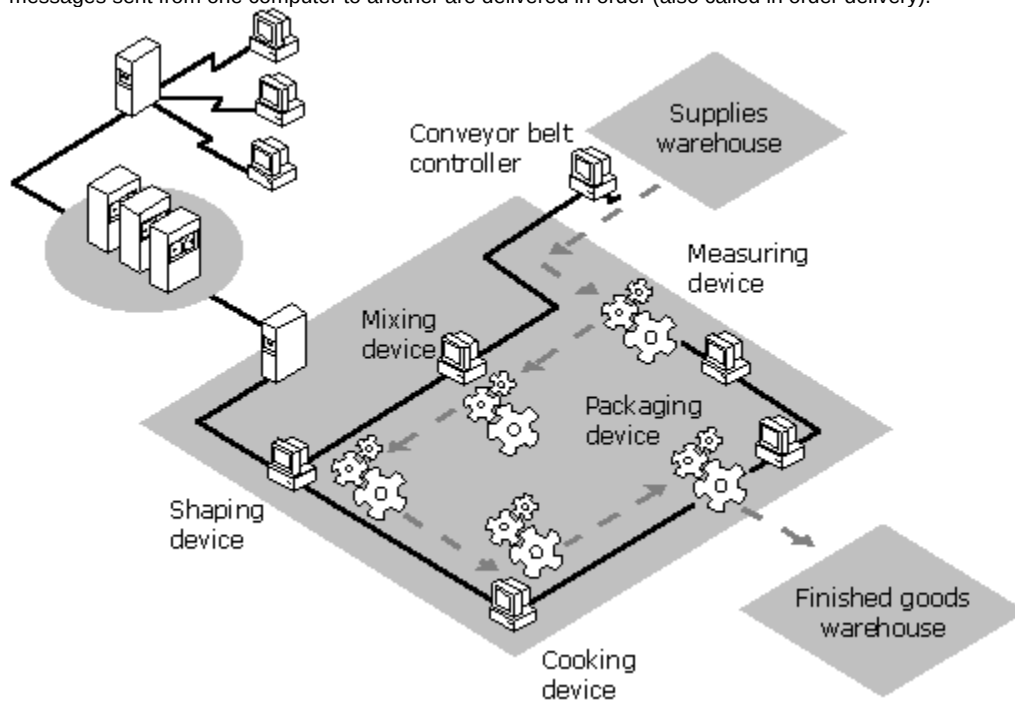 messages sent from one computer to another are delivered in order (also called in order delivery).
Supplies
warehouse
Conveyor belt
controller
Measuring
device
Mixing
device
Packaging
device
Shaping
device
Finished goods
warehouse
Cooking
device